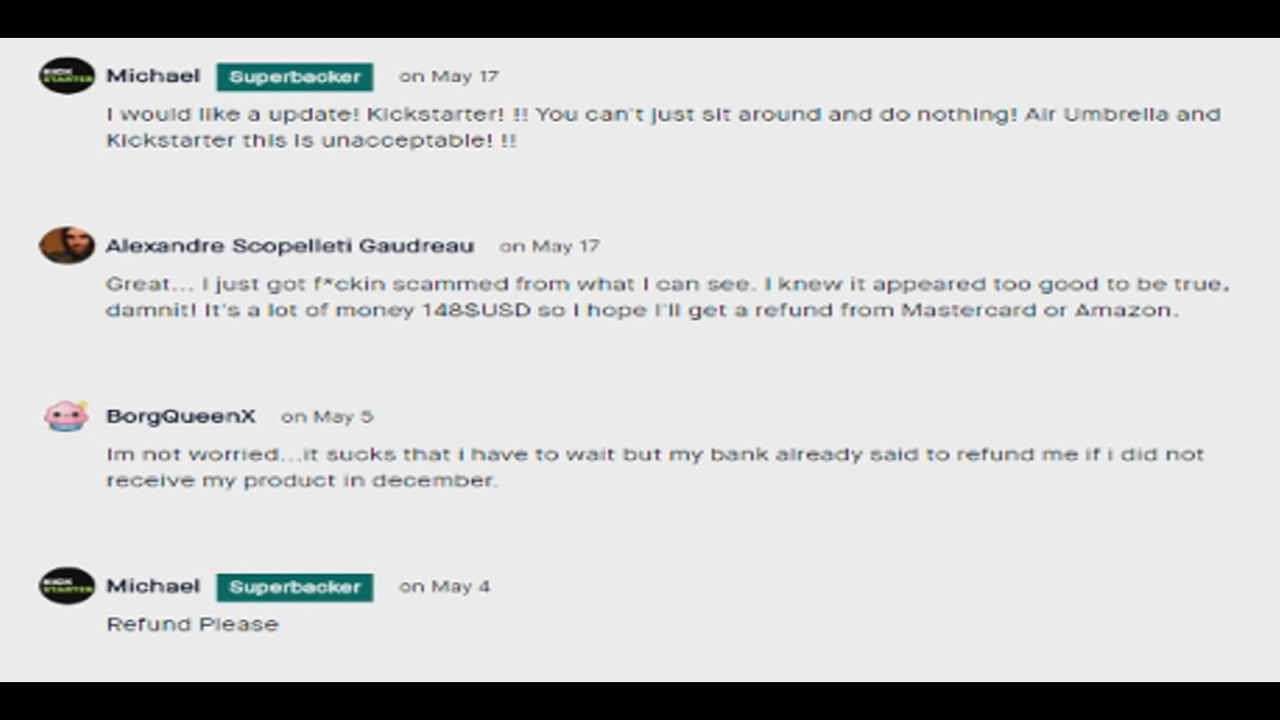 KICK
STARTER
Michael Superbacker on May 17
I would like a update! Kickstarter! !! You can't just sit around and do nothing! Air Umbrella and
Kickstarter this is unacceptable! !!
Alexandre Scopelleti Gaudreau on May 17
Great... I just got f*ckin scammed from what I can see. I knew it appeared too good to be true,
damnit! It's a lot of money 148$USD so I hope I'll get a refund from Mastercard or Amazon.
BorgQueenX on May 5
Im not worried...it sucks that i have to wait but my bank already said to refund me if i did not
receive my product in december.
KICK
STARTER
Michael Superbacker on May 4
Refund Please